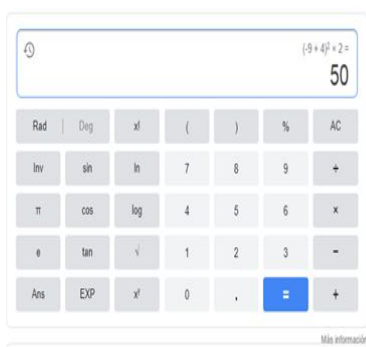 (-9 + 4)² × 2 =
50
Rad | Deg x! ( ) % AC
Inv sin ln 7 8 9 ÷
π cos log 4 5 6 ×
e tan √ 1 2 3 −
Ans EXP xʸ 0 . = +
Más información